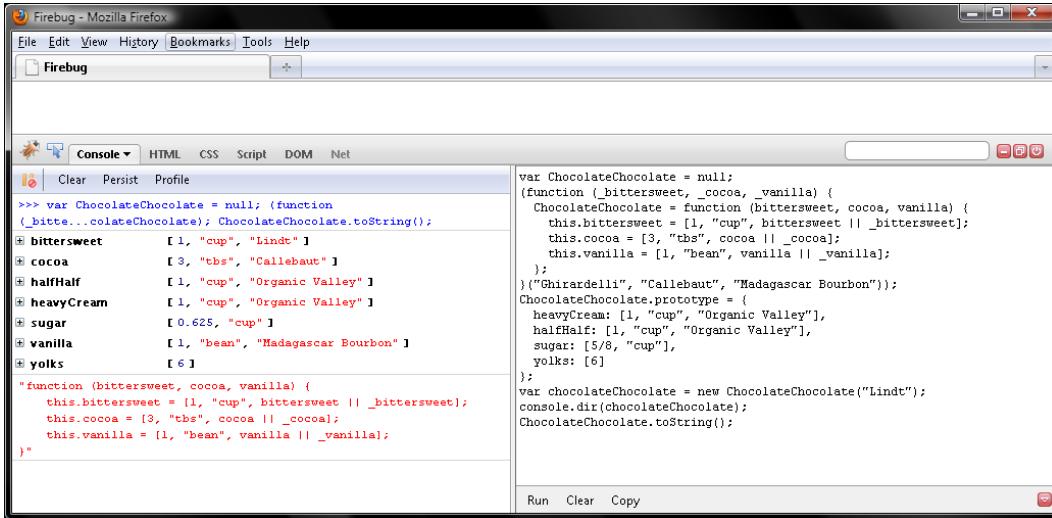 Firebug - Mozilla Firefox
File Edit View History Bookmarks Tools Help
Firebug
Console HTML CSS Script DOM Net
Clear Persist Profile
>>> var ChocolateChocolate = null; (function
(_bitte...colateChocolate); ChocolateChocolate.toString();
bittersweet [ 1, "cup", "Lindt" ]
cocoa [ 3, "tbs", "Callebaut" ]
halfHalf [ 1, "cup", "Organic Valley" ]
heavyCream [ 1, "cup", "Organic Valley" ]
sugar [ 0.625, "cup" ]
vanilla [ 1, "bean", "Madagascar Bourbon" ]
yolks [ 6 ]
"function (bittersweet, cocoa, vanilla) {
    this.bittersweet = [1, "cup", bittersweet || _bittersweet];
    this.cocoa = [3, "tbs", cocoa || _cocoa];
    this.vanilla = [1, "bean", vanilla || _vanilla];
}"
var ChocolateChocolate = null;
(function (_bittersweet, _cocoa, _vanilla) {
  ChocolateChocolate = function (bittersweet, cocoa, vanilla) {
    this.bittersweet = [1, "cup", bittersweet || _bittersweet];
    this.cocoa = [3, "tbs", cocoa || _cocoa];
    this.vanilla = [1, "bean", vanilla || _vanilla];
  };
}("Ghirardelli", "Callebaut", "Madagascar Bourbon"));
ChocolateChocolate.prototype = {
  heavyCream: [1, "cup", "Organic Valley"],
  halfHalf: [1, "cup", "Organic Valley"],
  sugar: [5/8, "cup"],
  yolks: [6]
};
var chocolateChocolate = new ChocolateChocolate("Lindt");
console.dir(chocolateChocolate);
ChocolateChocolate.toString();
Run Clear Copy